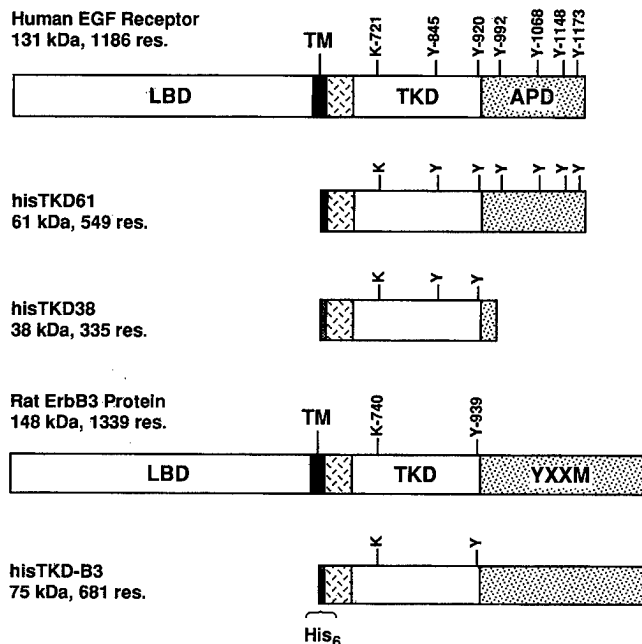 Human EGF Receptor
131 kDa, 1186 res.
TM
K-721
Y-845
Y-920
Y-992
Y-1068
Y-1148
Y-1173
LBD
TKD
APD
hisTKD61
61 kDa, 549 res.
K
Y
Y
Y
Y
Y
Y
hisTKD38
38 kDa, 335 res.
K
Y
Y
Rat ErbB3 Protein
148 kDa, 1339 res.
TM
K-740
Y-939
LBD
TKD
YXXM
hisTKD-B3
75 kDa, 681 res.
K
Y
His6